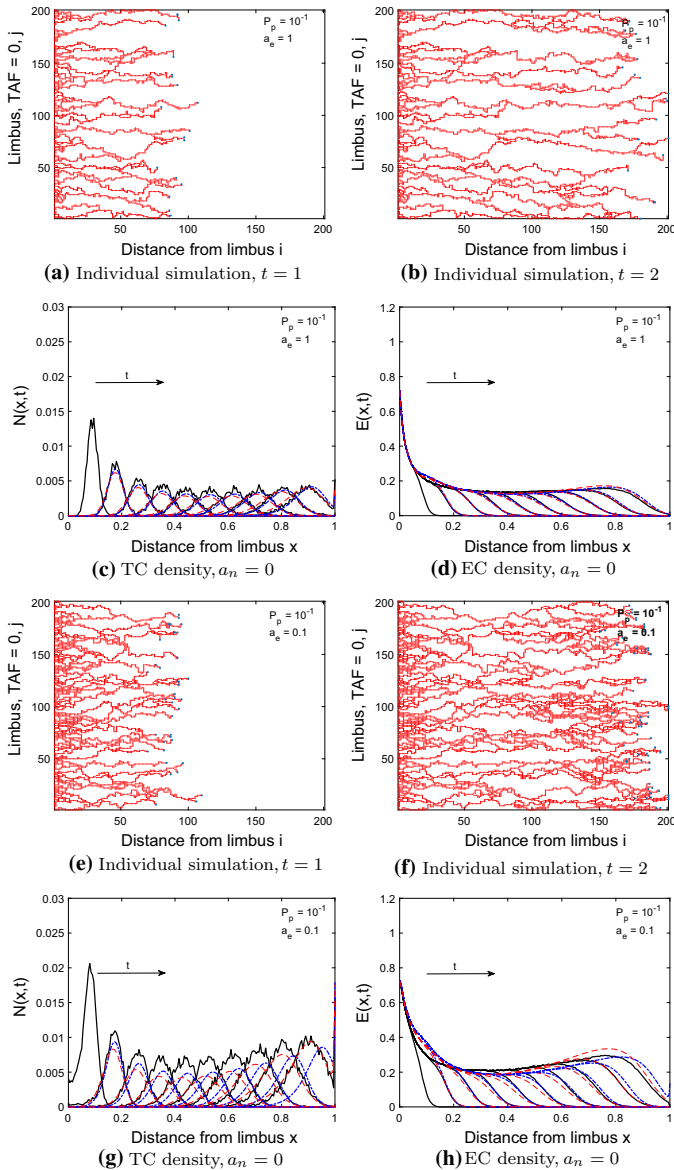 200
150
100
50
Limbus, TAF = 0, j
P_p = 10^-1
a_e = 1
0 50 100 150 200
Distance from limbus i
(a) Individual simulation, t = 1
200
150
100
50
Limbus, TAF = 0, j
P_p = 10^-1
a_e = 1
0 50 100 150 200
Distance from limbus i
(b) Individual simulation, t = 2
0.03
0.025
0.02
0.015
0.01
0.005
0
N(x,t)
P_p = 10^-1
a_e = 1
t
0 0.2 0.4 0.6 0.8 1
Distance from limbus x
(c) TC density, a_n = 0
1.2
1
0.8
0.6
0.4
0.2
0
E(x,t)
P_p = 10^-1
a_e = 1
t
0 0.2 0.4 0.6 0.8 1
Distance from limbus x
(d) EC density, a_n = 0
200
150
100
50
Limbus, TAF = 0, j
P_p = 10^-1
a_e = 0.1
0 50 100 150 200
Distance from limbus i
(e) Individual simulation, t = 1
200
150
100
50
Limbus, TAF = 0, j
P_p = 10^-1
a_e = 0.1
0 50 100 150 200
Distance from limbus i
(f) Individual simulation, t = 2
0.03
0.025
0.02
0.015
0.01
0.005
0
N(x,t)
P_p = 10^-1
a_e = 0.1
t
0 0.2 0.4 0.6 0.8 1
Distance from limbus x
(g) TC density, a_n = 0
1.2
1
0.8
0.6
0.4
0.2
0
E(x,t)
P_p = 10^-1
a_e = 0.1
t
0 0.2 0.4 0.6 0.8 1
Distance from limbus x
(h) EC density, a_n = 0